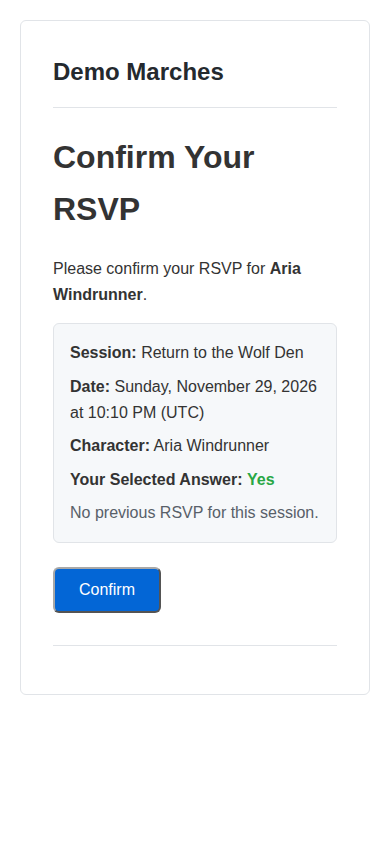 Demo Marches
Confirm Your
RSVP
Please confirm your RSVP for Aria
Windrunner.
Session: Return to the Wolf Den
Date: Sunday, November 29, 2026
at 10:10 PM (UTC)
Character: Aria Windrunner
Your Selected Answer: Yes
No previous RSVP for this session.
Confirm